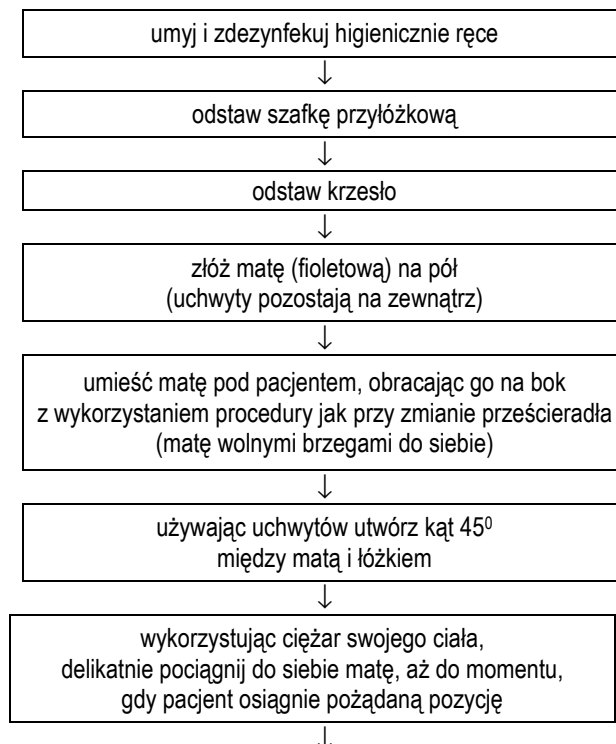 umyj i zdezynfekuj higienicznie ręce
↓
odstaw szafkę przyłóżkową
↓
odstaw krzesło
↓
złóż matę (fioletową) na pół
(uchwyty pozostają na zewnątrz)
↓
umieść matę pod pacjentem, obracając go na bok
z wykorzystaniem procedury jak przy zmianie prześcieradła
(matę wolnymi brzegami do siebie)
↓
używając uchwytów utwórz kąt 45⁰
między matą i łóżkiem
↓
wykorzystując ciężar swojego ciała,
delikatnie pociągnij do siebie matę, aż do momentu,
gdy pacjent osiągnie pożądaną pozycję
↓